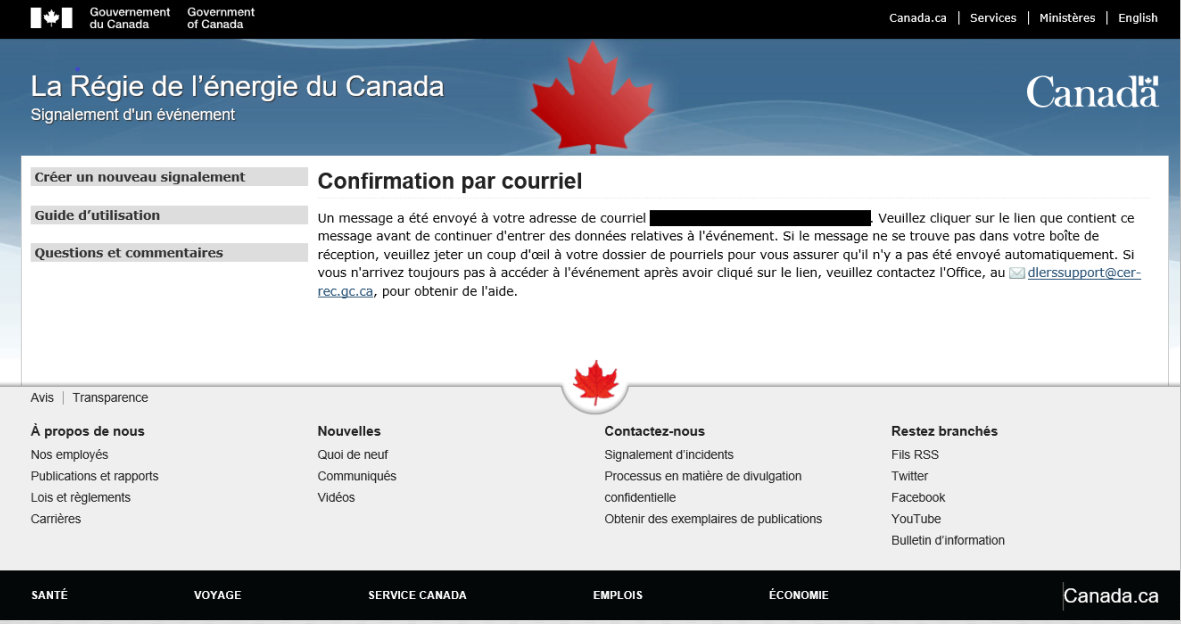 Gouvernement Government
du Canada of Canada
Canada.ca | Services | Ministères | English
La Régie de l'énergie du Canada
Signalement d'un événement
Canada
Créer un nouveau signalement
Guide d'utilisation
Questions et commentaires
Confirmation par courriel
Un message a été envoyé à votre adresse de courriel . Veuillez cliquer sur le lien que contient ce
message avant de continuer d'entrer des données relatives à l'événement. Si le message ne se trouve pas dans votre boîte de
réception, veuillez jeter un coup d'œil à votre dossier de pourriels pour vous assurer qu'il n'y a pas été envoyé automatiquement. Si
vous n'arrivez toujours pas à accéder à l'événement après avoir cliqué sur le lien, veuillez contactez l'Office, au dlerssupport@cer-
rec.gc.ca, pour obtenir de l'aide.
Avis | Transparence
À propos de nous
Nos employés
Publications et rapports
Lois et règlements
Carrières
Nouvelles
Quoi de neuf
Communiqués
Vidéos
Contactez-nous
Signalement d'incidents
Processus en matière de divulgation
confidentielle
Obtenir des exemplaires de publications
Restez branchés
Fils RSS
Twitter
Facebook
YouTube
Bulletin d'information
SANTÉ VOYAGE SERVICE CANADA EMPLOIS ÉCONOMIE Canada.ca